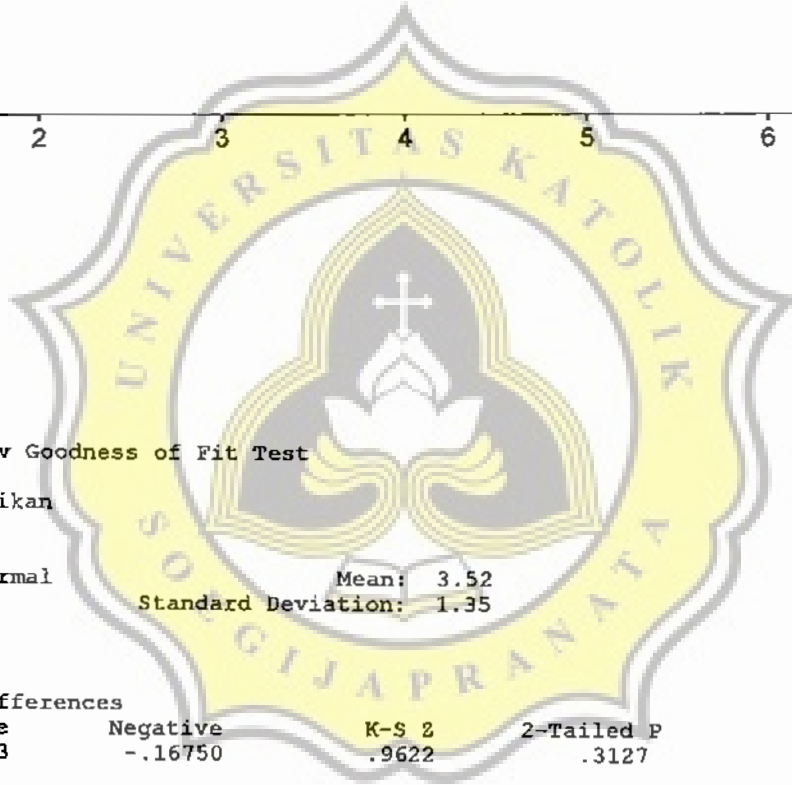 2 3 4 5 6
UNIVERSITAS KATOLIK
v Goodness of Fit Test
ikan
rmal Mean: 3.52
Standard Deviation: 1.35
SOEGIJAPRANATA
fferences
e Negative K-S Z 2-Tailed P
3 -.16750 .9622 .3127